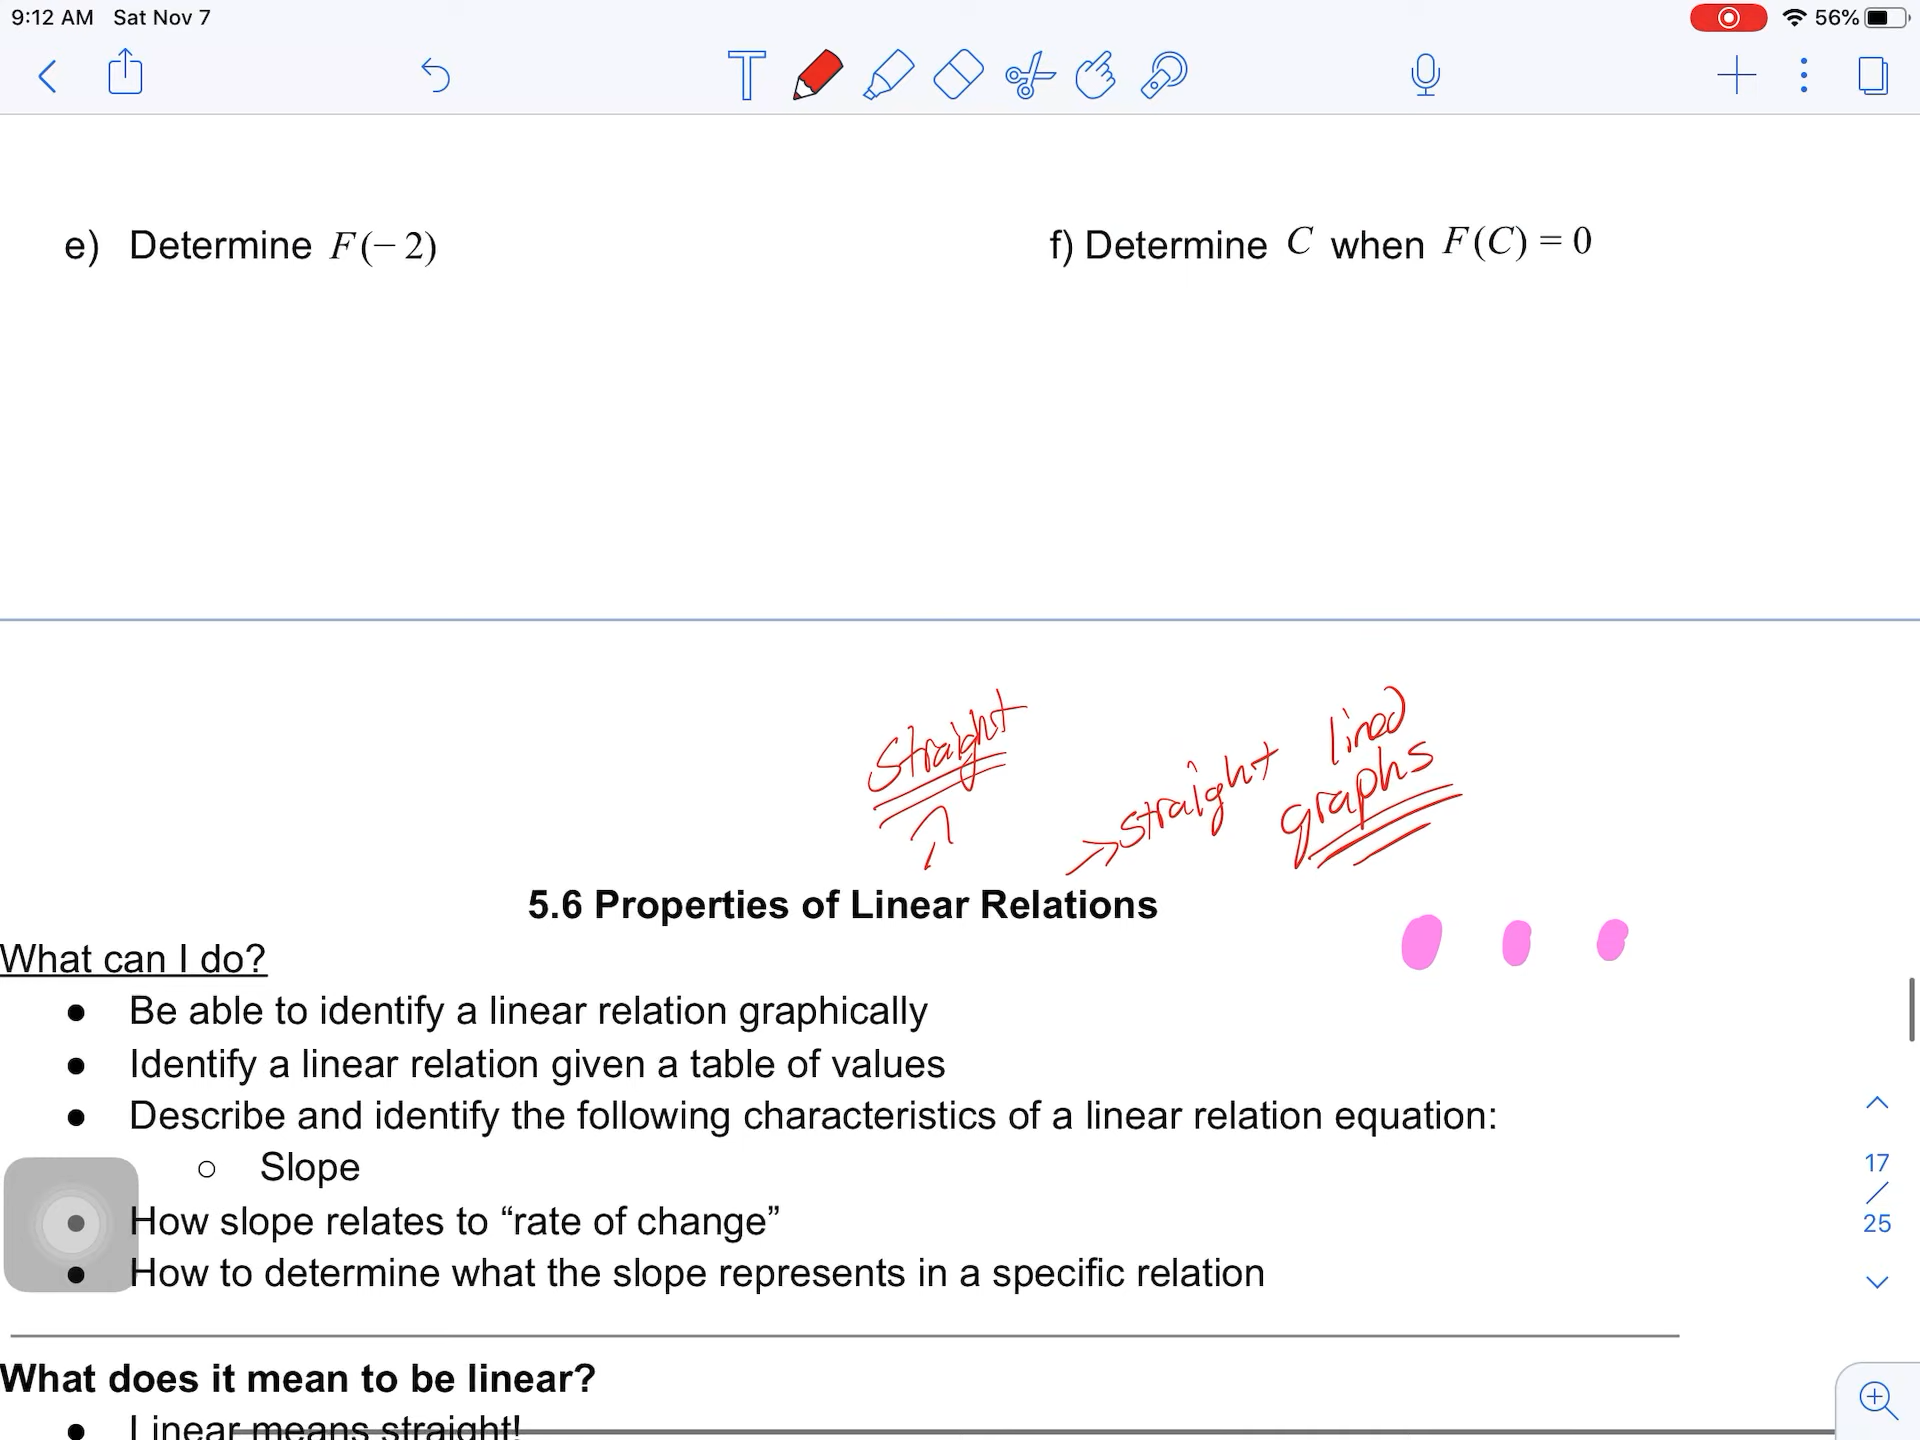 9:12 AM Sat Nov 7
56%
T
e) Determine F(−2)
f) Determine C when F(C) = 0
straight
straight lined
graphs
5.6 Properties of Linear Relations
What can I do?
● Be able to identify a linear relation graphically
● Identify a linear relation given a table of values
● Describe and identify the following characteristics of a linear relation equation:
○ Slope
● How slope relates to “rate of change”
● How to determine what the slope represents in a specific relation
17
/
25
What does it mean to be linear?
● Linear means straight!